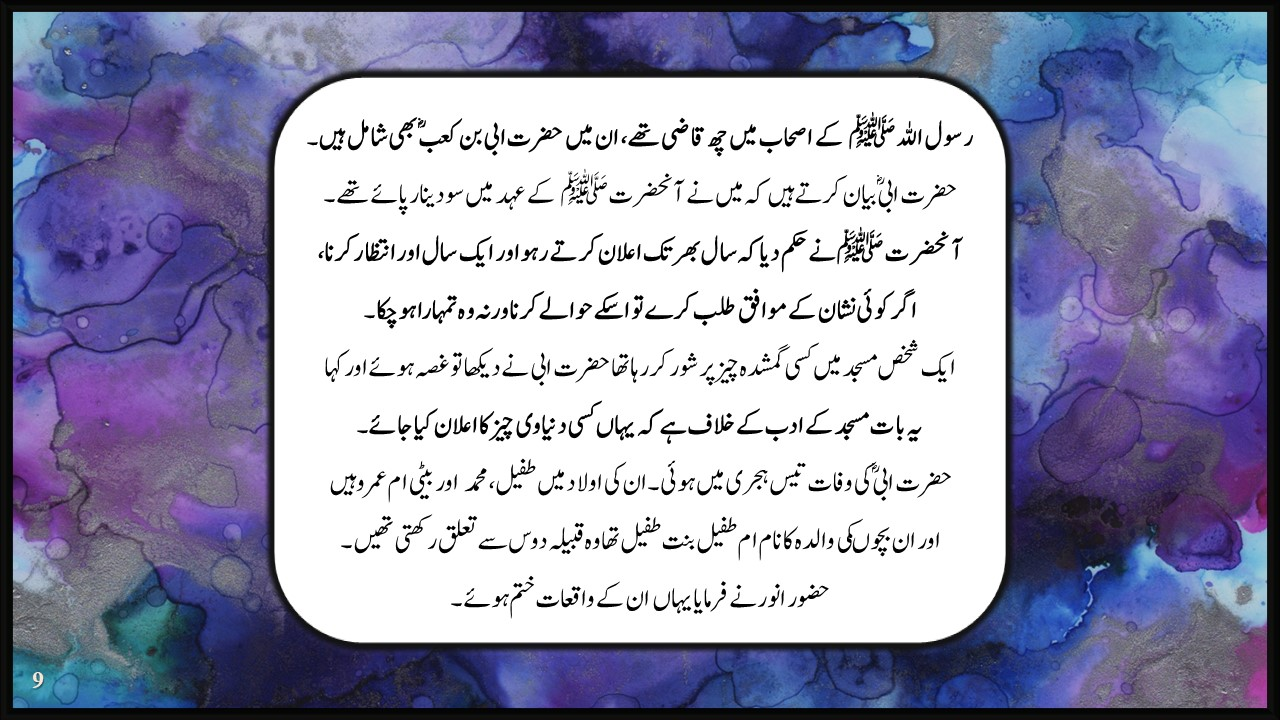 رسول اللہ ﷺ کے اصحاب میں چھ قاضی تھے، ان میں حضرت ابی بن کعبؓ بھی شامل ہیں۔
حضرت ابیؓ بیان کرتے ہیں کہ میں نے آنحضرت ﷺ کے عہد میں سو دینار پائے تھے۔
آنحضرت ﷺ نے حکم دیا کہ سال بھر تک اعلان کرتے رہو اور ایک سال اور انتظار کرنا،
اگر کوئی نشان کے موافق طلب کرے تو اسکے حوالے کرنا ورنہ وہ تمہارا ہو چکا۔
ایک شخص مسجد میں کسی گمشدہ چیز پر شور کر رہا تھا حضرت ابی نے دیکھا تو غصہ ہوئے اور کہا
یہ بات مسجد کے ادب کے خلاف ہے کہ یہاں کسی دنیاوی چیز کا اعلان کیا جائے۔
حضرت ابیؓ کی وفات تیس ہجری میں ہوئی۔ ان کی اولاد میں طفیل، محمد اور بیٹی ام عمرو ہیں
اور ان بچوں کی والدہ کا نام ام طفیل بنت طفیل تھا وہ قبیلہ دوس سے تعلق رکھتی تھیں۔
حضور انور نے فرمایا یہاں ان کے واقعات ختم ہوئے۔
9